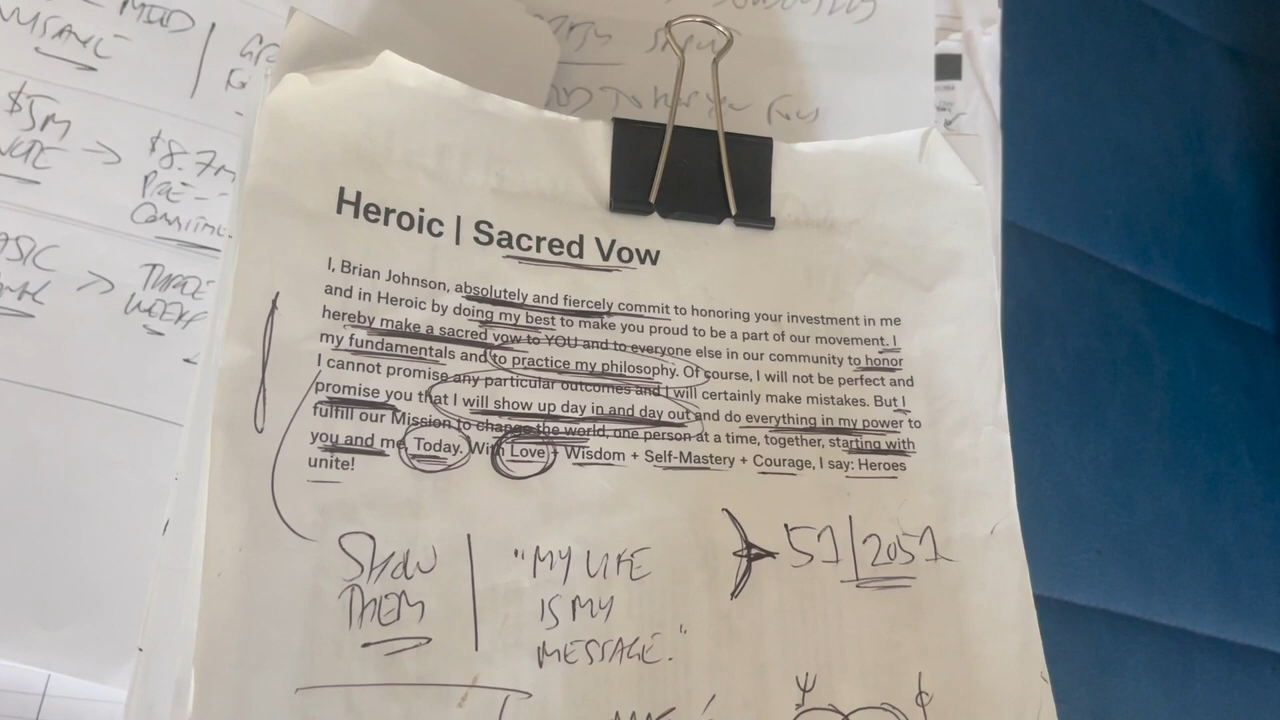 $5M
→ $8.7M
PRE-
THREE
WEEKS
Heroic | Sacred Vow
I, Brian Johnson, absolutely and fiercely commit to honoring your investment in me
and in Heroic by doing my best to make you proud to be a part of our movement. I
hereby make a sacred vow to YOU and to everyone else in our community to honor
my fundamentals and to practice my philosophy. Of course, I will not be perfect and
I cannot promise any particular outcomes and I will certainly make mistakes. But I
promise you that I will show up day in and day out and do everything in my power to
fulfill our Mission to change the world, one person at a time, together, starting with
you and me Today. With Love + Wisdom + Self-Mastery + Courage, I say: Heroes
unite!
SHOW
THEM
"MY LIFE
IS MY
MESSAGE."
51 | 2051